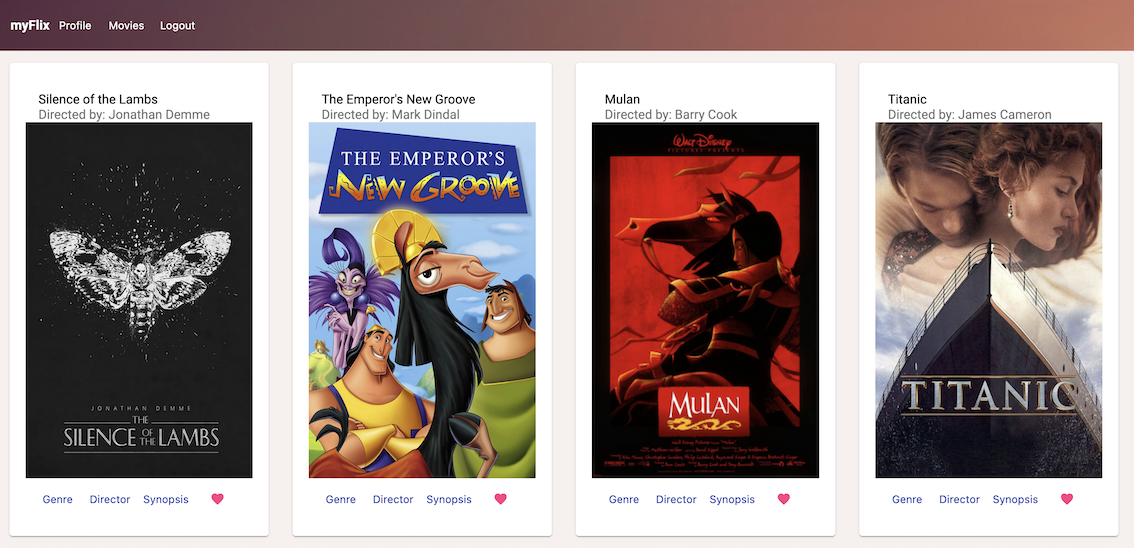 myFlix Profile Movies Logout
Silence of the Lambs
Directed by: Jonathan Demme
JONATHAN DEMME
THE
SILENCE OF THE LAMBS
Genre Director Synopsis
The Emperor's New Groove
Directed by: Mark Dindal
THE EMPEROR'S
NEW GROOVE
Genre Director Synopsis
Mulan
Directed by: Barry Cook
WALT DISNEY
PICTURES PRESENTS
MULAN
Genre Director Synopsis
Titanic
Directed by: James Cameron
TITANIC
Genre Director Synopsis